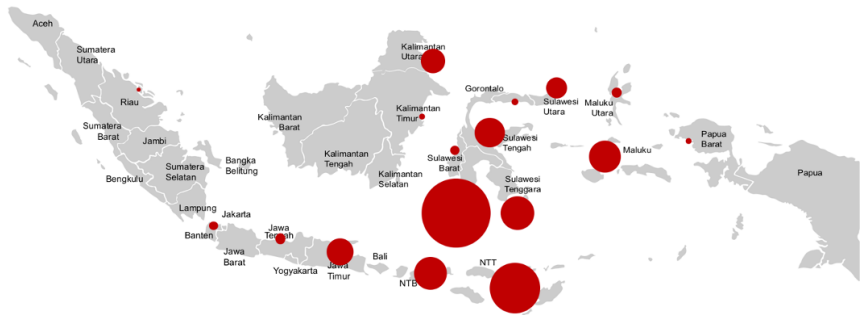 Aceh
Sumatera
Utara
Riau
Sumatera
Barat
Jambi
Sumatera
Selatan
Bengkulu
Bangka
Belitung
Lampung
Jakarta
Banten
Jawa
Barat
Jawa
Tengah
Yogyakarta
Jawa
Timur
Bali
NTB
NTT
Kalimantan
Barat
Kalimantan
Tengah
Kalimantan
Selatan
Kalimantan
Timur
Kalimantan
Utara
Gorontalo
Sulawesi
Utara
Sulawesi
Tengah
Sulawesi
Barat
Sulawesi
Tenggara
Maluku
Utara
Maluku
Papua
Barat
Papua